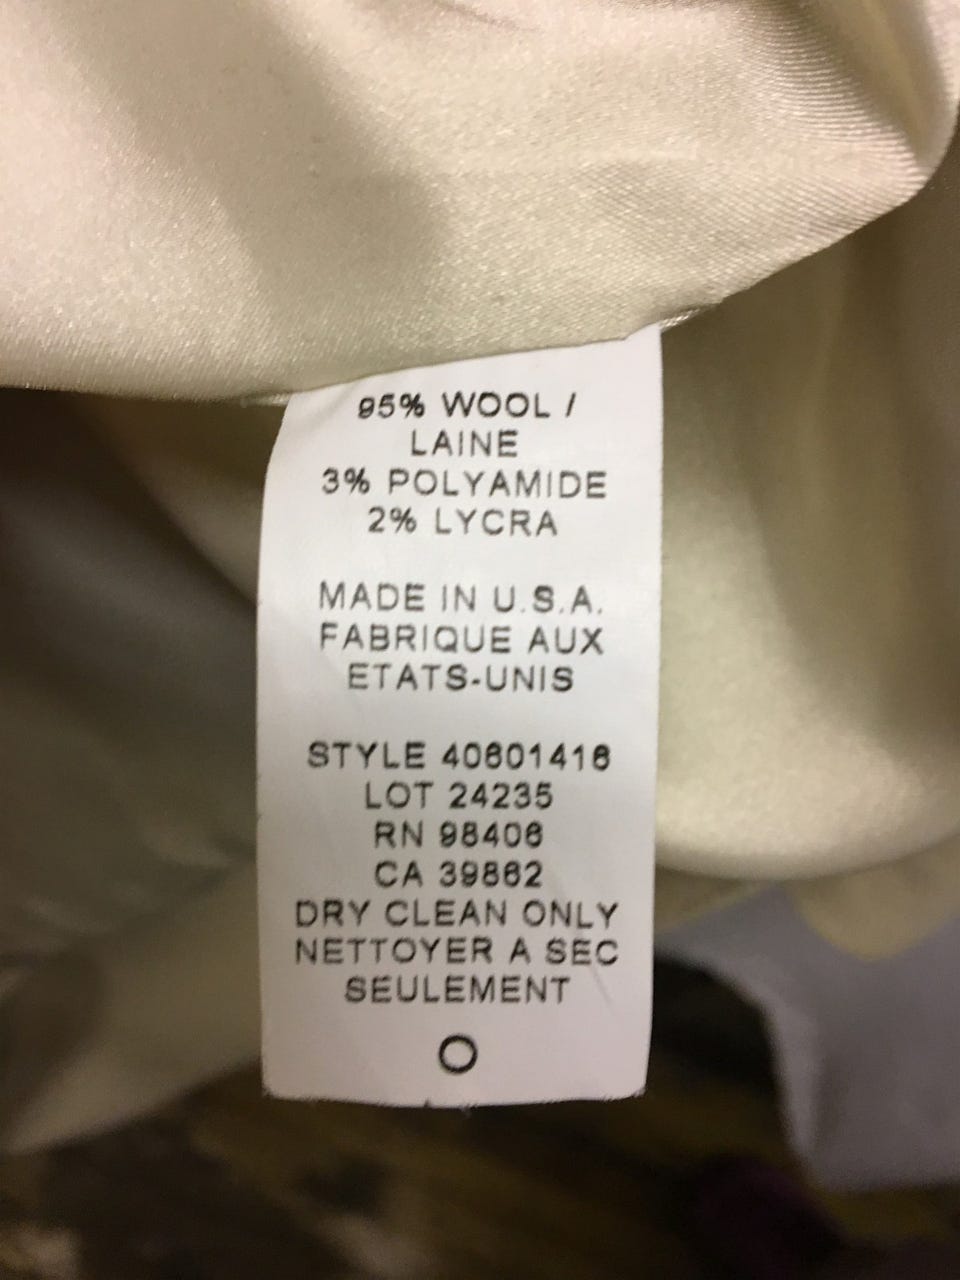 95% WOOL /
LAINE
3% POLYAMIDE
2% LYCRA
MADE IN U.S.A.
FABRIQUE AUX
ETATS-UNIS
STYLE 40601416
LOT 24235
RN 98406
CA 39862
DRY CLEAN ONLY
NETTOYER A SEC
SEULEMENT